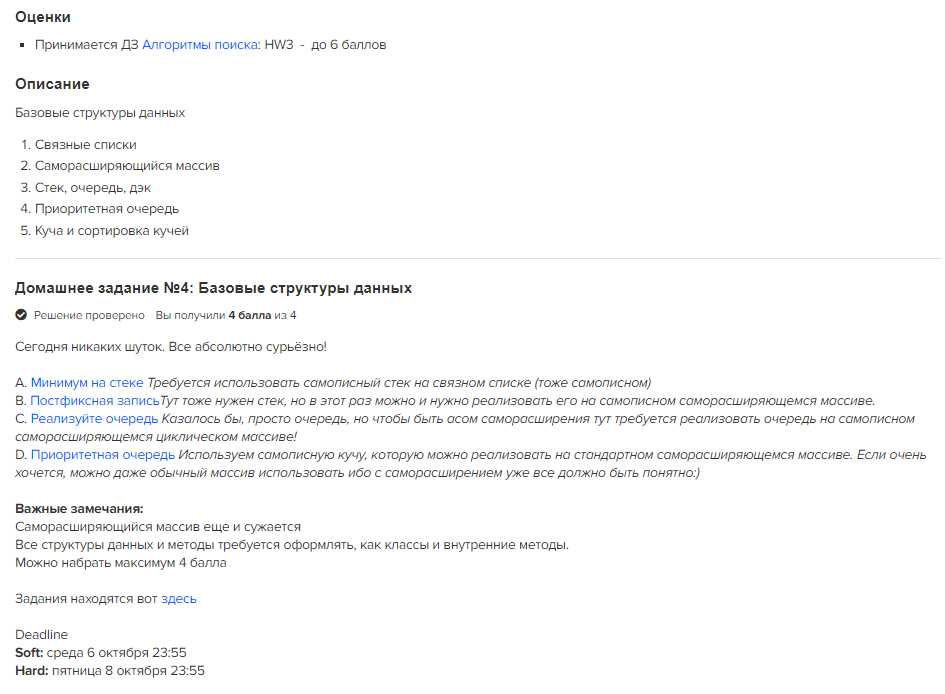 Оценки
Принимается ДЗ Алгоритмы поиска: HW3 - до 6 баллов
Описание
Базовые структуры данных
1. Связные списки
2. Саморасширяющийся массив
3. Стек, очередь, дэк
4. Приоритетная очередь
5. Куча и сортировка кучей
Домашнее задание №4: Базовые структуры данных
Решение проверено Вы получили 4 балла из 4
Сегодня никаких шуток. Все абсолютно сурьёзно!
A. Минимум на стеке Требуется использовать самописный стек на связном списке (тоже самописном)
B. Постфиксная записьТут тоже нужен стек, но в этот раз можно и нужно реализовать его на самописном саморасширяющемся массиве.
C. Реализуйте очередь Казалось бы, просто очередь, но чтобы быть асом саморасширения тут требуется реализовать очередь на самописном
саморасширяющемся циклическом массиве!
D. Приоритетная очередь Используем самописную кучу, которую можно реализовать на стандартном саморасширяющемся массиве. Если очень
хочется, можно даже обычный массив использовать ибо с саморасширением уже все должно быть понятно:)
Важные замечания:
Саморасширяющийся массив еще и сужается
Все структуры данных и методы требуется оформлять, как классы и внутренние методы.
Можно набрать максимум 4 балла
Задания находятся вот здесь
Deadline
Soft: среда 6 октября 23:55
Hard: пятница 8 октября 23:55